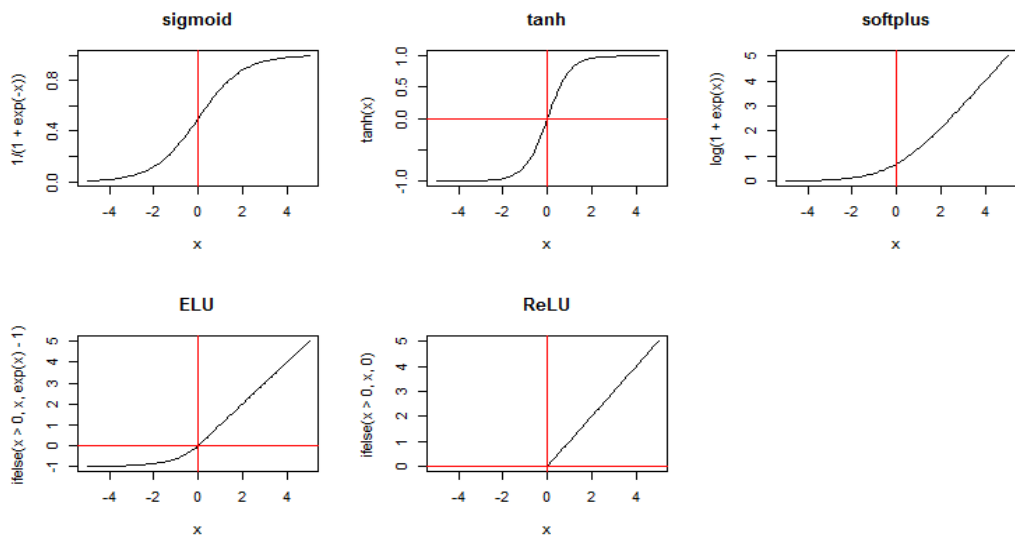 sigmoid
1/(1 + exp(-x))
0.0 0.4 0.8
-4 -2 0 2 4
x
tanh
tanh(x)
-1.0 0.0 0.5 1.0
-4 -2 0 2 4
x
softplus
log(1 + exp(x))
0 1 2 3 4 5
-4 -2 0 2 4
x
ELU
ifelse(x > 0, x, exp(x) - 1)
-1 0 1 2 3 4 5
-4 -2 0 2 4
x
ReLU
ifelse(x > 0, x, 0)
0 1 2 3 4 5
-4 -2 0 2 4
x